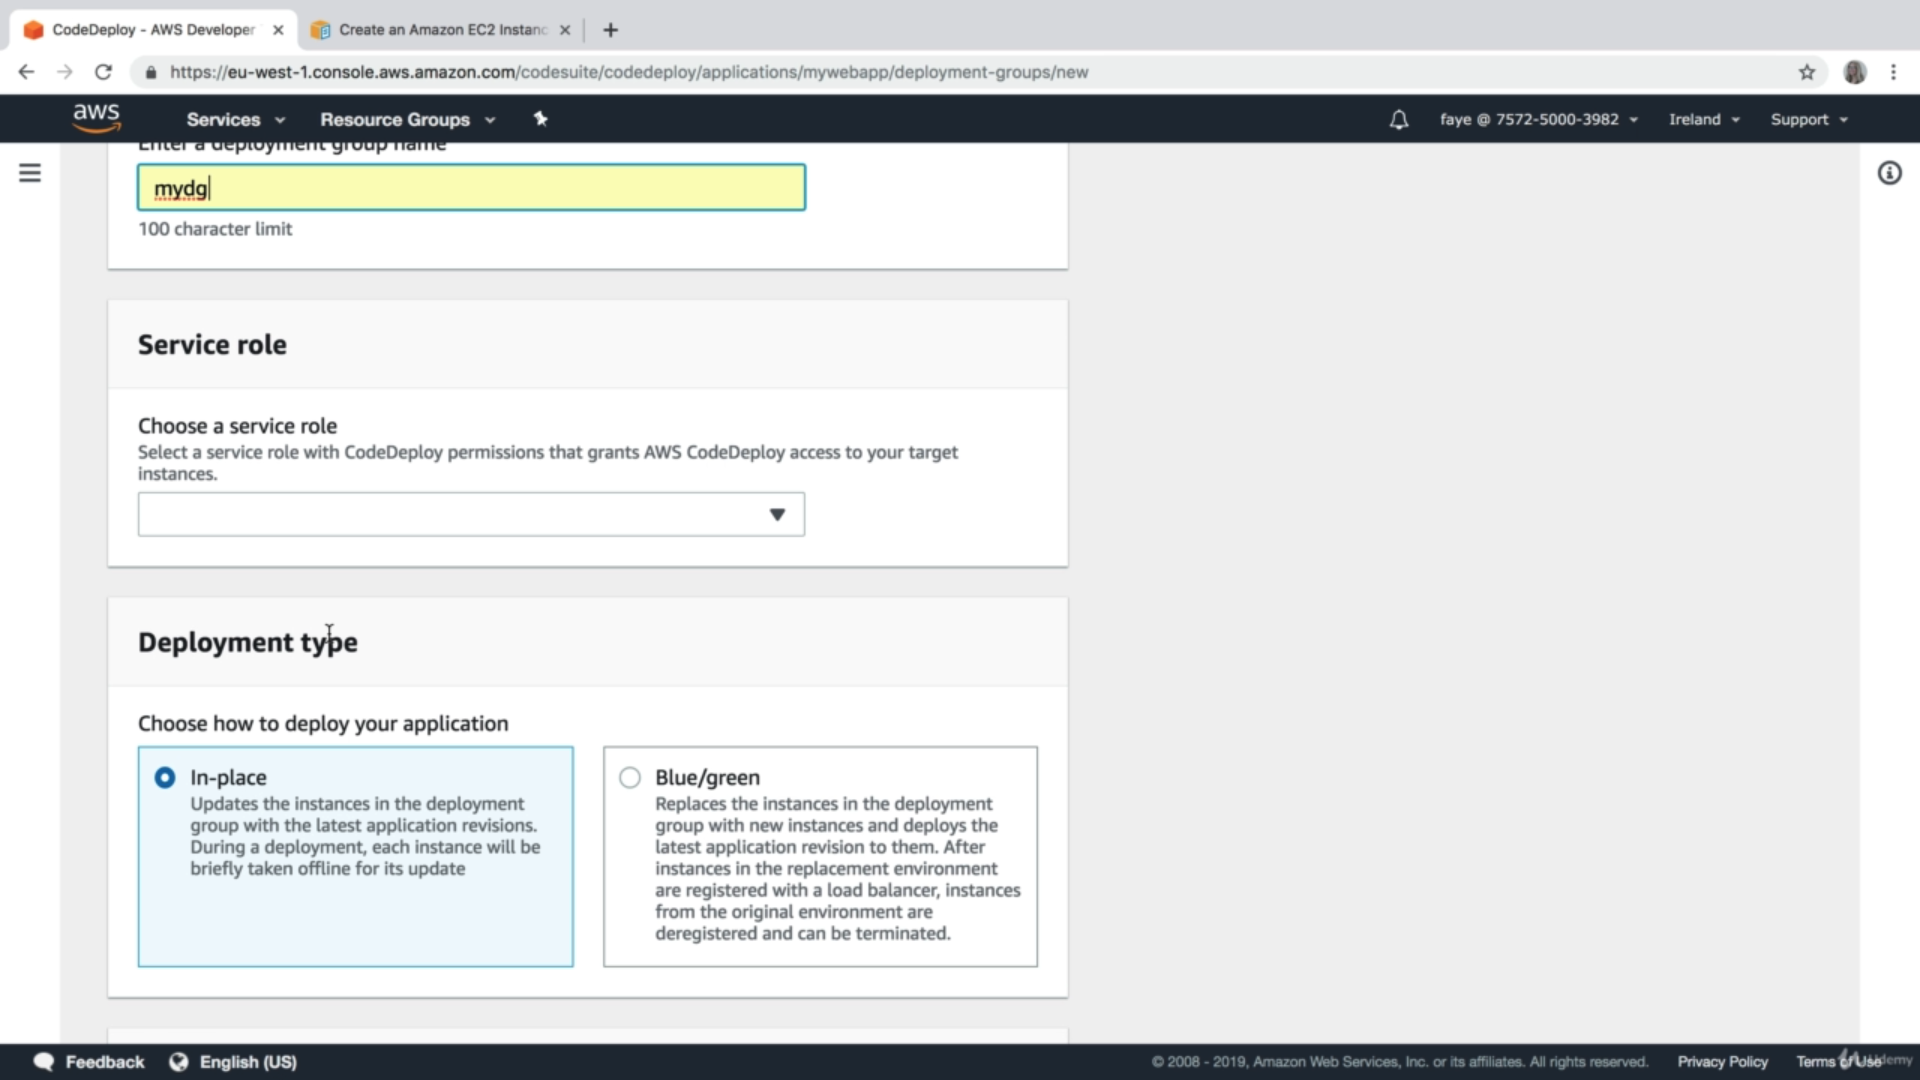 CodeDeploy - AWS Developer
Create an Amazon EC2 Instanc
https://eu-west-1.console.aws.amazon.com/codesuite/codedeploy/applications/mywebapp/deployment-groups/new
aws
Services
Resource Groups
faye @ 7572-5000-3982
Ireland
Support
Enter a deployment group name
mydg
100 character limit
Service role
Choose a service role
Select a service role with CodeDeploy permissions that grants AWS CodeDeploy access to your target
instances.
Deployment type
Choose how to deploy your application
In-place
Updates the instances in the deployment
group with the latest application revisions.
During a deployment, each instance will be
briefly taken offline for its update
Blue/green
Replaces the instances in the deployment
group with new instances and deploys the
latest application revision to them. After
instances in the replacement environment
are registered with a load balancer, instances
from the original environment are
deregistered and can be terminated.
Feedback
English (US)
© 2008 - 2019, Amazon Web Services, Inc. or its affiliates. All rights reserved.
Privacy Policy
Terms of Use